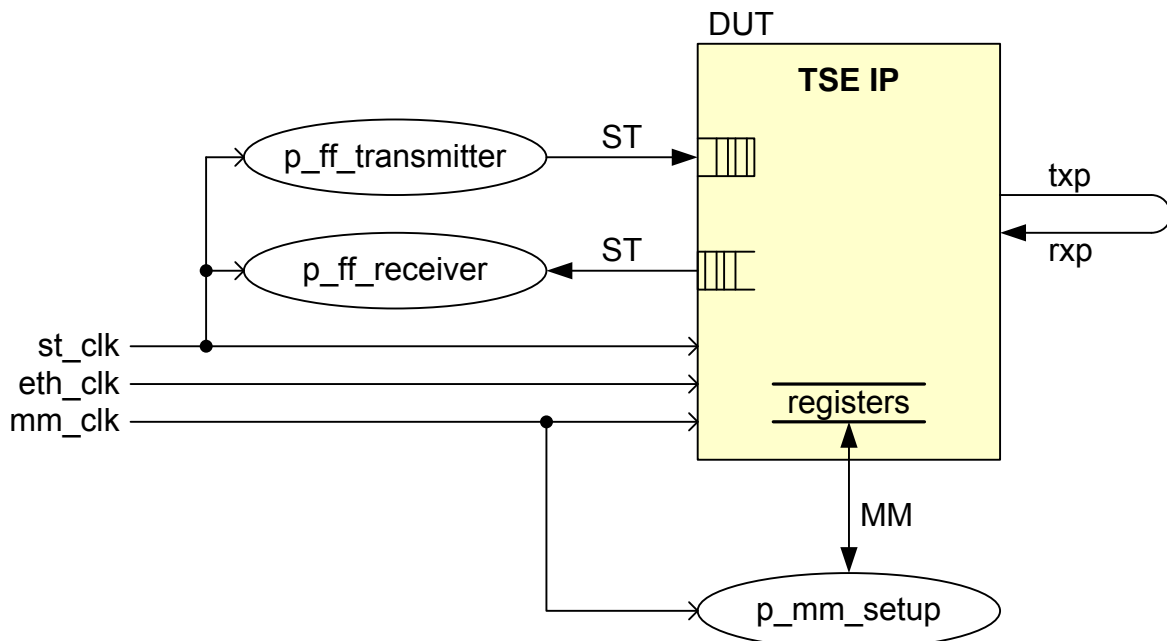 DUT
TSE IP
ST
p_ff_transmitter
txp
ST
p_ff_receiver
rxp
st_clk
eth_clk
mm_clk
registers
MM
p_mm_setup